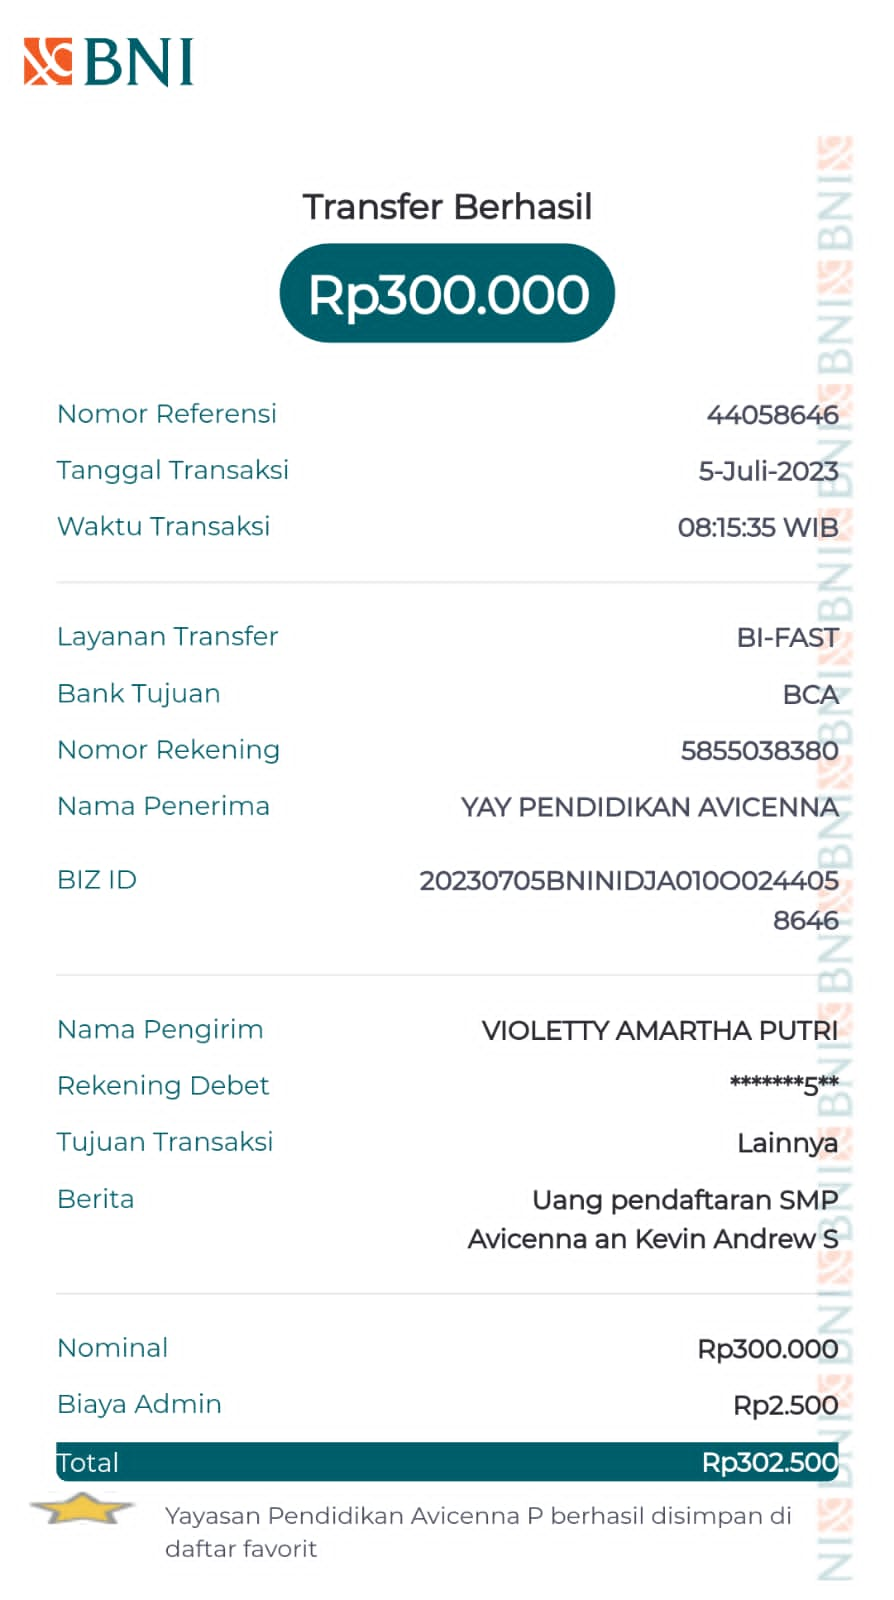 BNI
Transfer Berhasil
Rp300.000
Nomor Referensi 44058646
Tanggal Transaksi 5-Juli-2023
Waktu Transaksi 08:15:35 WIB
Layanan Transfer BI-FAST
Bank Tujuan BCA
Nomor Rekening 5855038380
Nama Penerima YAY PENDIDIKAN AVICENNA
BIZ ID 20230705BNINIDJA010O024405
8646
Nama Pengirim VIOLETTY AMARTHA PUTRI
Rekening Debet *******5**
Tujuan Transaksi Lainnya
Berita Uang pendaftaran SMP
Avicenna an Kevin Andrew S
Nominal Rp300.000
Biaya Admin Rp2.500
Total Rp302.500
Yayasan Pendidikan Avicenna P berhasil disimpan di
daftar favorit
BNI BNI BNI BNI BNI BNI BNI BNI BNI BNI BNI NI